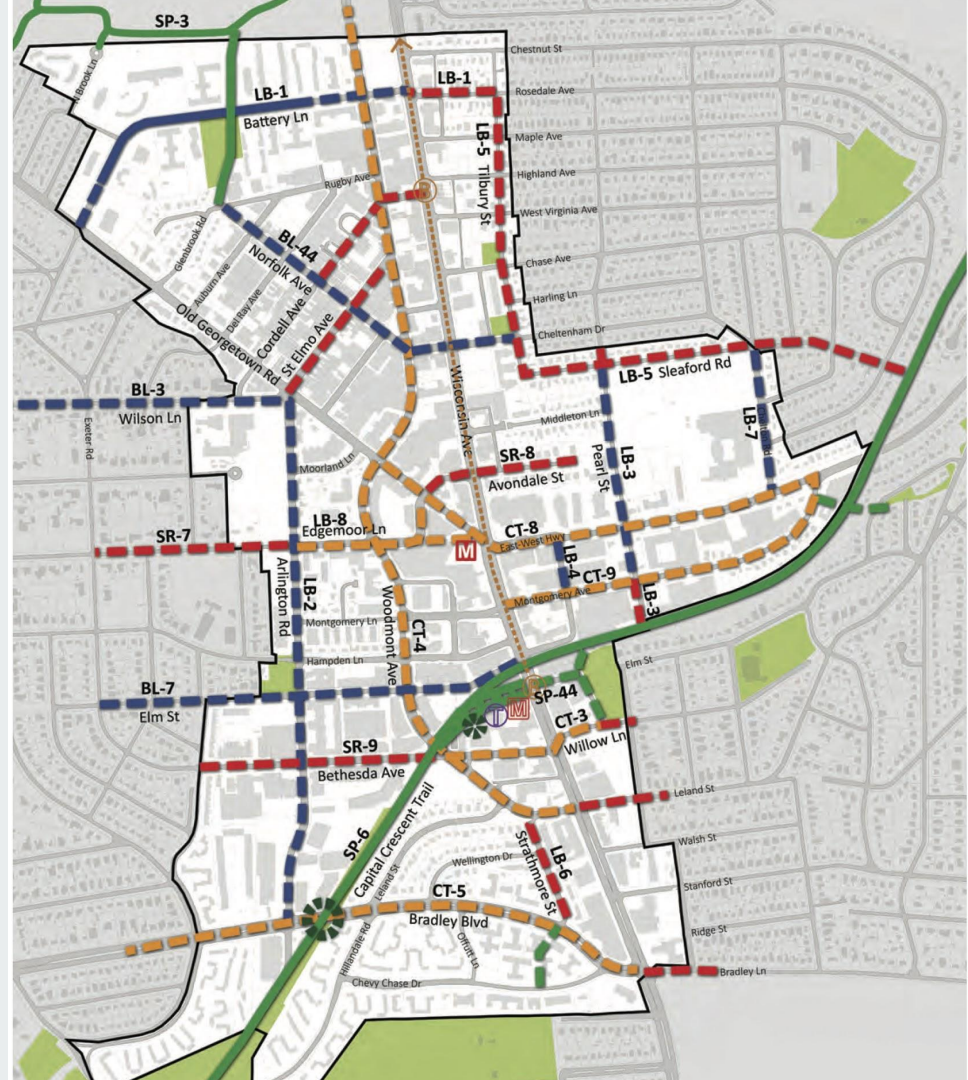 SP-3
Chestnut St
N Brook Ln
LB-1
LB-1
Rosedale Ave
Battery Ln
LB-5 Tilbury St
Maple Ave
Rugby Ave
Highland Ave
B
West Virginia Ave
Glenbrook Rd
BL-44
Norfolk Ave
Chase Ave
Auburn Ave
Del Ray Ave
Cordell Ave
St Elmo Ave
Harling Ln
Old Georgetown Rd
Cheltenham Dr
Wisconsin Ave
LB-5 Sleaford Rd
BL-3
Wilson Ln
Exeter Rd
Middleton Ln
LB-7
Pearl St
LB-3
Moorland Ln
SR-8
Avondale St
LB-8
Edgemoor Ln
SR-7
CT-8
East-West Hwy
M
LB-4
CT-9
Montgomery Ave
LB-3
Arlington Rd
LB-2
Woodmont Ave
CT-4
Montgomery Ln
Hampden Ln
Elm St
BL-7
Elm St
SP-44
M
T
CT-3
Willow Ln
SR-9
Bethesda Ave
Leland St
SP-6
Capital Crescent Trail
Leland St
Strathmore St
LB-6
Walsh St
Wellington Dr
Stanford St
CT-5
Bradley Blvd
Offutt Ln
Hillandale Rd
Ridge St
Bradley Ln
Chevy Chase Dr